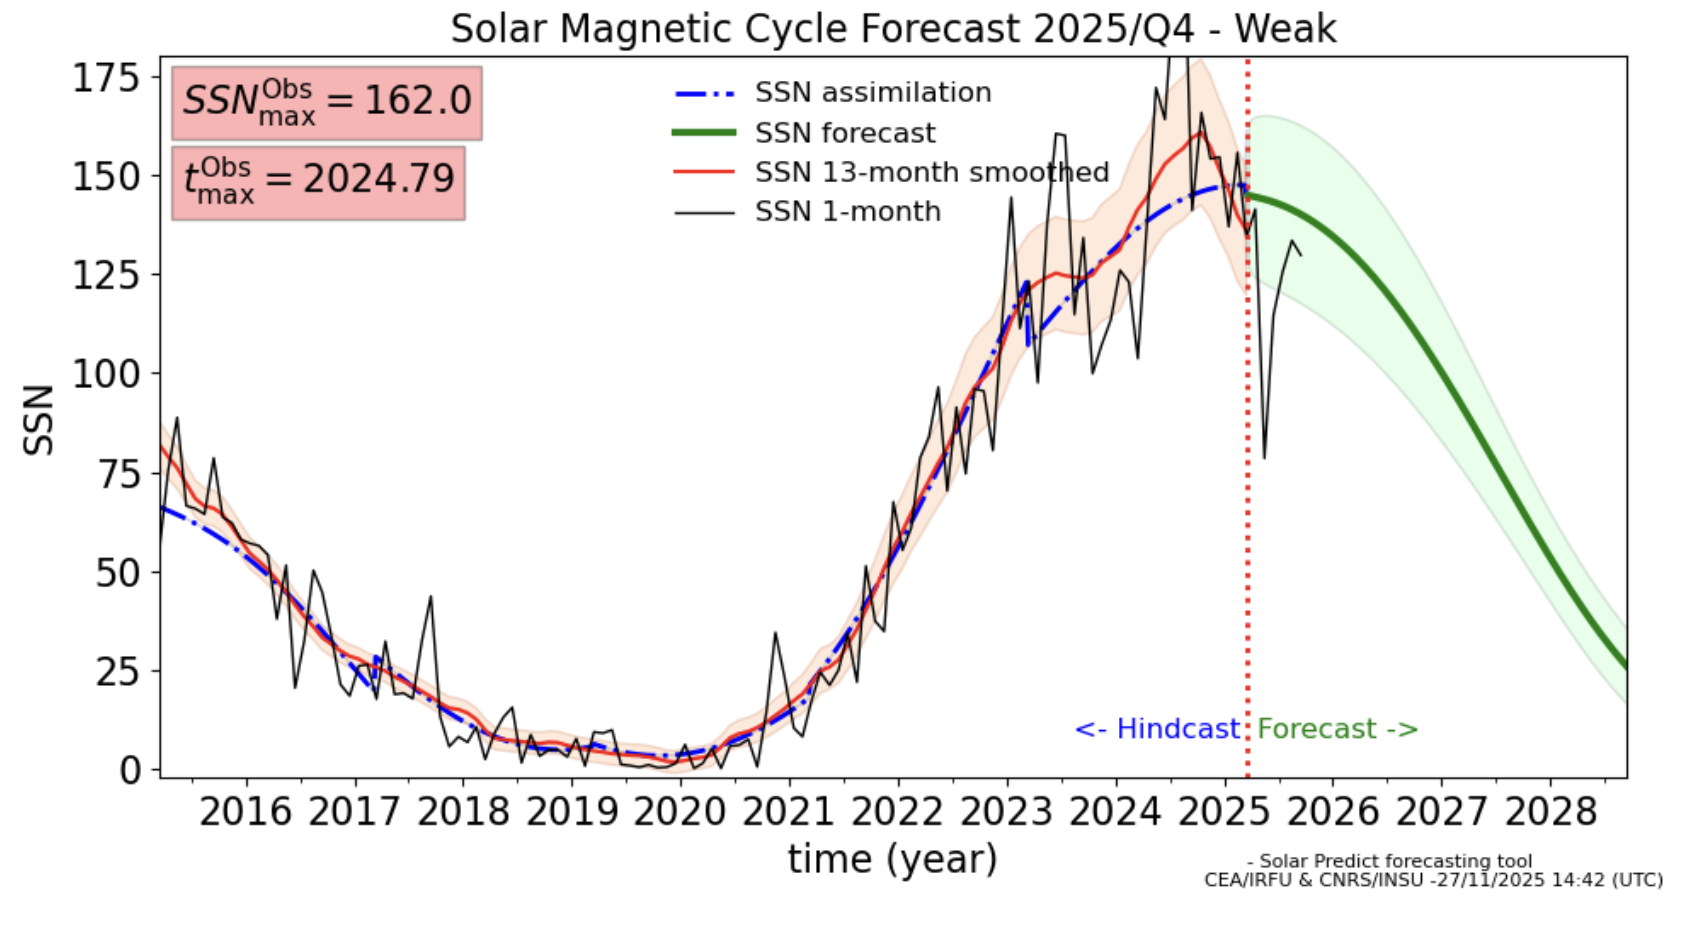 Solar Magnetic Cycle Forecast 2025/Q4 - Weak
SSN^Obs_max = 162.0
t^Obs_max = 2024.79
SSN assimilation
SSN forecast
SSN 13-month smoothed
SSN 1-month
175
150
125
100
75
50
25
0
SSN
<- Hindcast
Forecast ->
2016 2017 2018 2019 2020 2021 2022 2023 2024 2025 2026 2027 2028
time (year)
- Solar Predict forecasting tool
CEA/IRFU & CNRS/INSU -27/11/2025 14:42 (UTC)